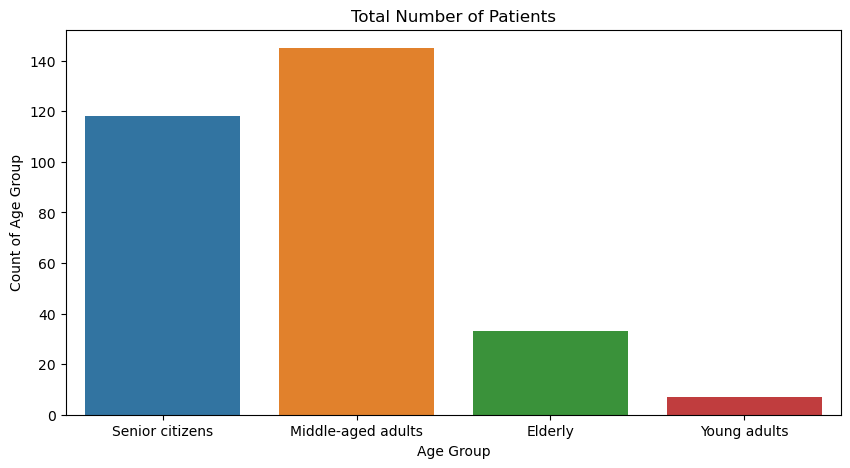 Total Number of Patients
Count of Age Group
140
120
100
80
60
40
20
0
Senior citizens
Middle-aged adults
Elderly
Young adults
Age Group